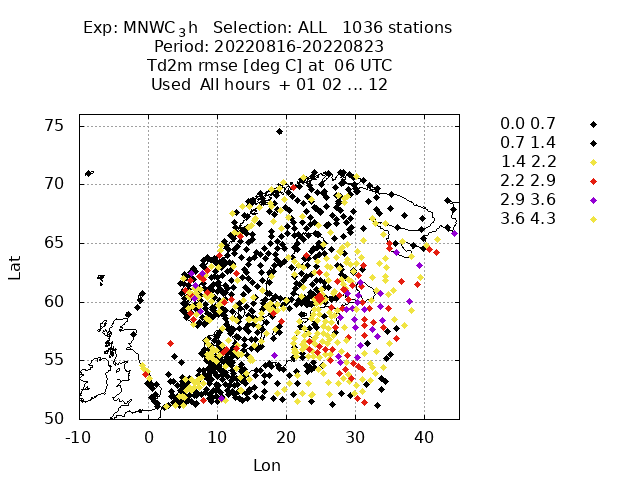 Exp: MNWC_3h Selection: ALL 1036 stations
Period: 20220816-20220823
Td2m rmse [deg C] at 06 UTC
Used All hours + 01 02 ... 12
75
70
65
60
55
50
-10 0 10 20 30 40
Lat
Lon
0.0 0.7
0.7 1.4
1.4 2.2
2.2 2.9
2.9 3.6
3.6 4.3